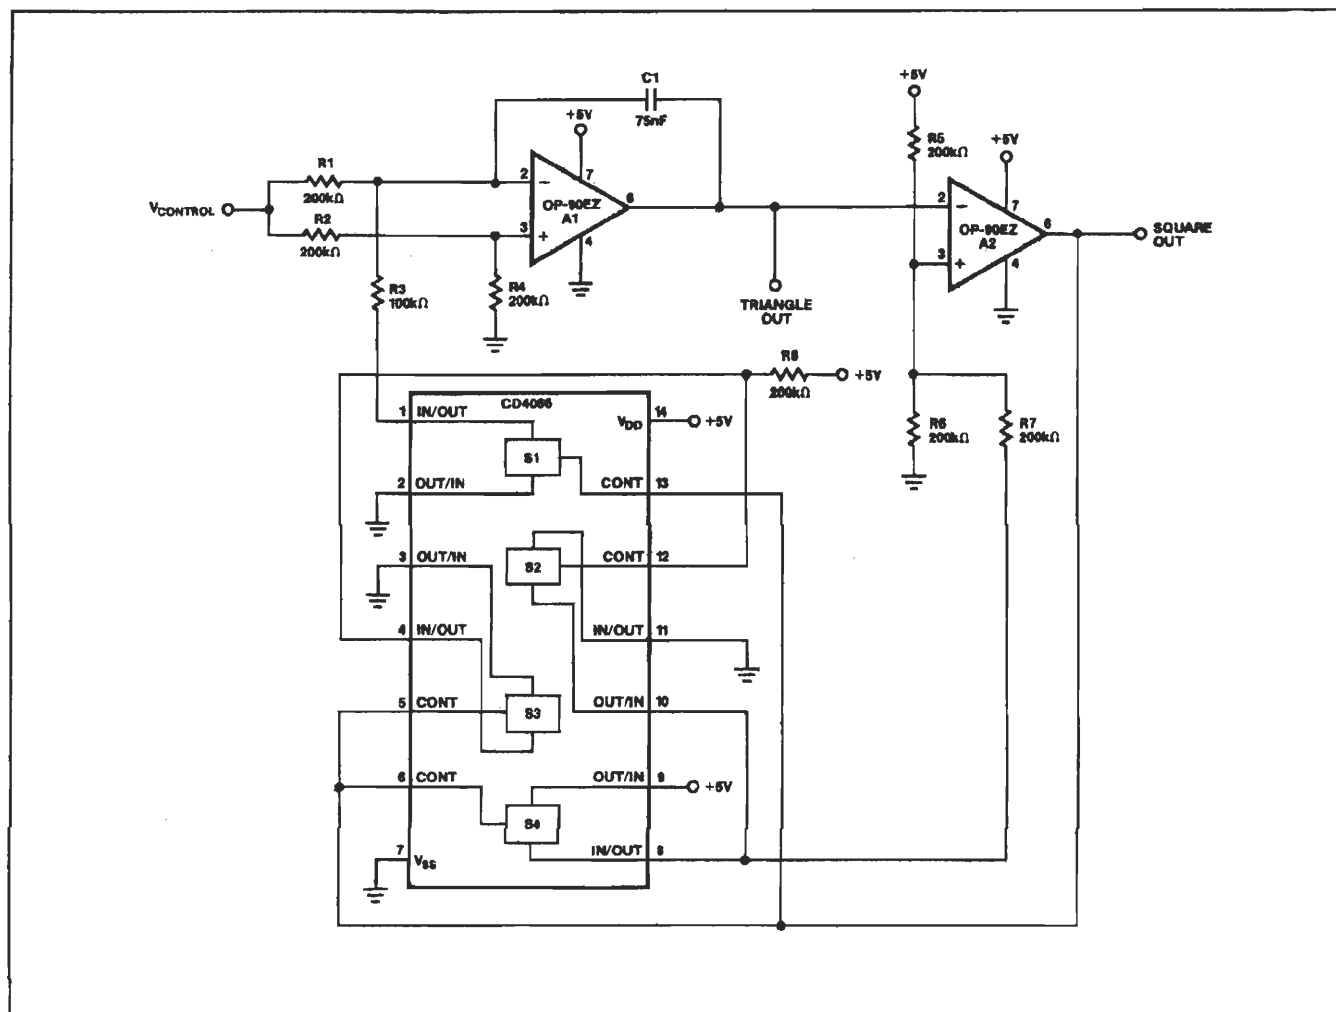 C1
75nF
+5V
+5V
R5
200kΩ
+5V
R1
200kΩ
VCONTROL
R2
200kΩ
2
7
−
OP-90EZ
A1
6
3
+
4
R3
100kΩ
R4
200kΩ
TRIANGLE
OUT
2
7
−
OP-90EZ
A2
6
3
+
4
SQUARE
OUT
R8
200kΩ
+5V
R6
200kΩ
R7
200kΩ
CD4066
1 IN/OUT
VDD 14
+5V
S1
2 OUT/IN
CONT 13
3 OUT/IN
S2
CONT 12
4 IN/OUT
IN/OUT 11
5 CONT
S3
OUT/IN 10
6 CONT
OUT/IN 9
+5V
S4
7 VSS
IN/OUT 8